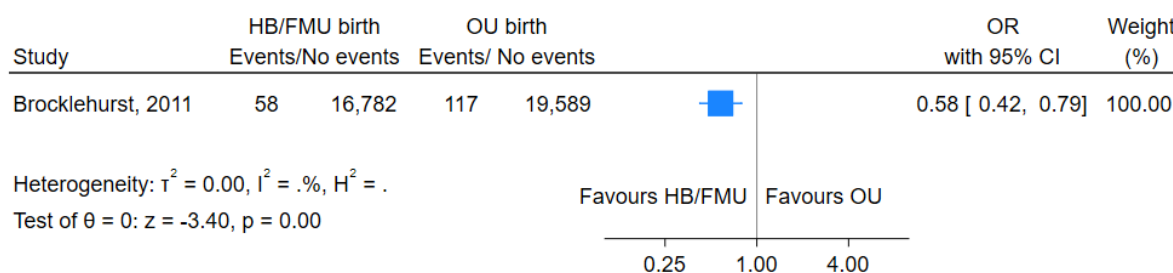 HB/FMU birth OU birth OR Weight
Study Events/No events Events/ No events with 95% CI (%)
Brocklehurst, 2011 58 16,782 117 19,589 0.58 [ 0.42, 0.79] 100.00
Heterogeneity: τ² = 0.00, I² = .%, H² = .
Favours HB/FMU Favours OU
Test of θ = 0: z = -3.40, p = 0.00
0.25 1.00 4.00